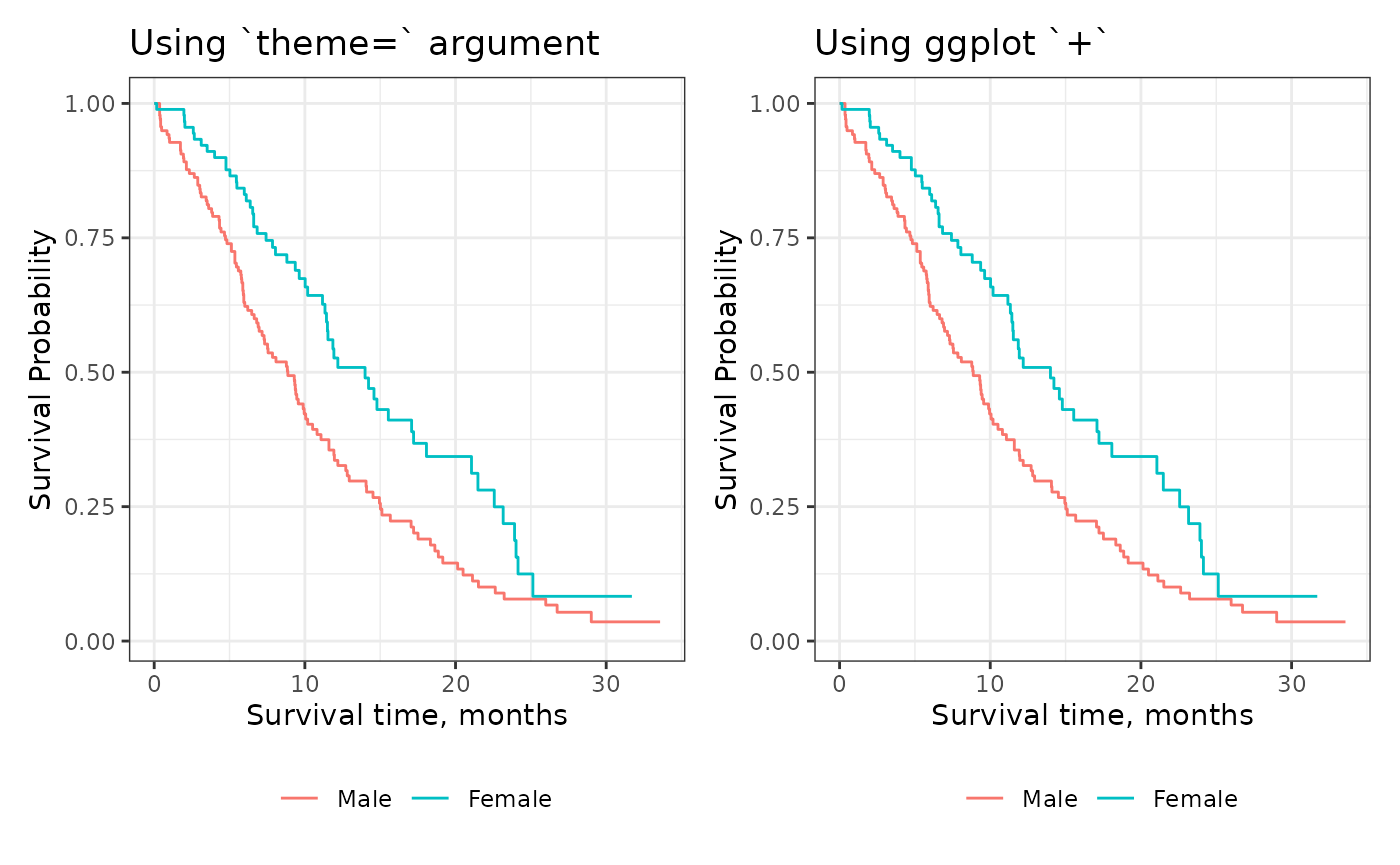 Using `theme=` argument
Survival Probability
1.00
0.75
0.50
0.25
0.00
0 10 20 30
Survival time, months
Male Female
Using ggplot `+`
Survival Probability
1.00
0.75
0.50
0.25
0.00
0 10 20 30
Survival time, months
Male Female